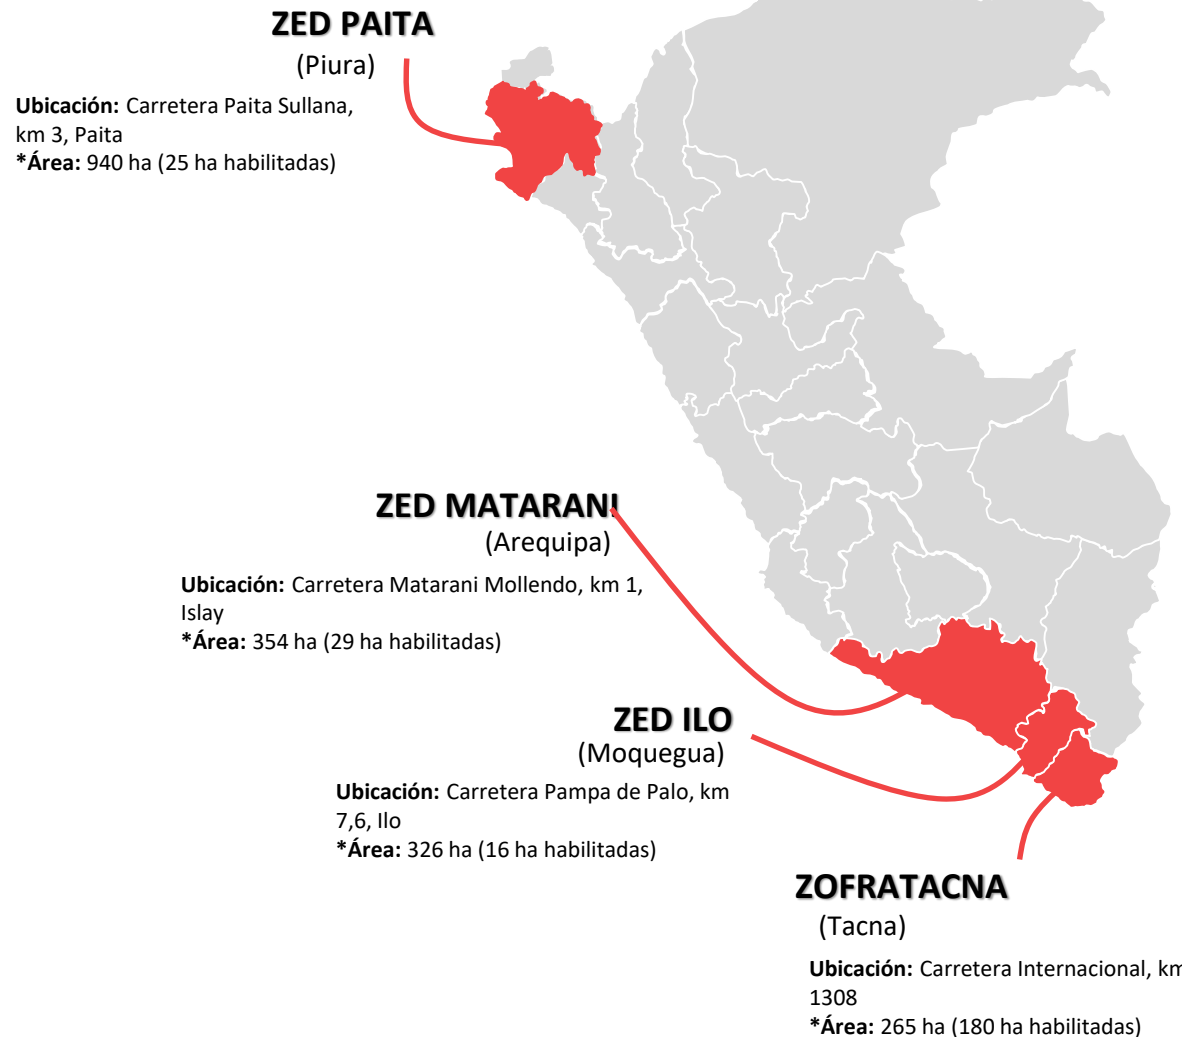 ZED PAITA
(Piura)
Ubicación: Carretera Paita Sullana,
km 3, Paita
*Área: 940 ha (25 ha habilitadas)
ZED MATARANI
(Arequipa)
Ubicación: Carretera Matarani Mollendo, km 1,
Islay
*Área: 354 ha (29 ha habilitadas)
ZED ILO
(Moquegua)
Ubicación: Carretera Pampa de Palo, km
7,6, Ilo
*Área: 326 ha (16 ha habilitadas)
ZOFRATACNA
(Tacna)
Ubicación: Carretera Internacional, km
1308
*Área: 265 ha (180 ha habilitadas)